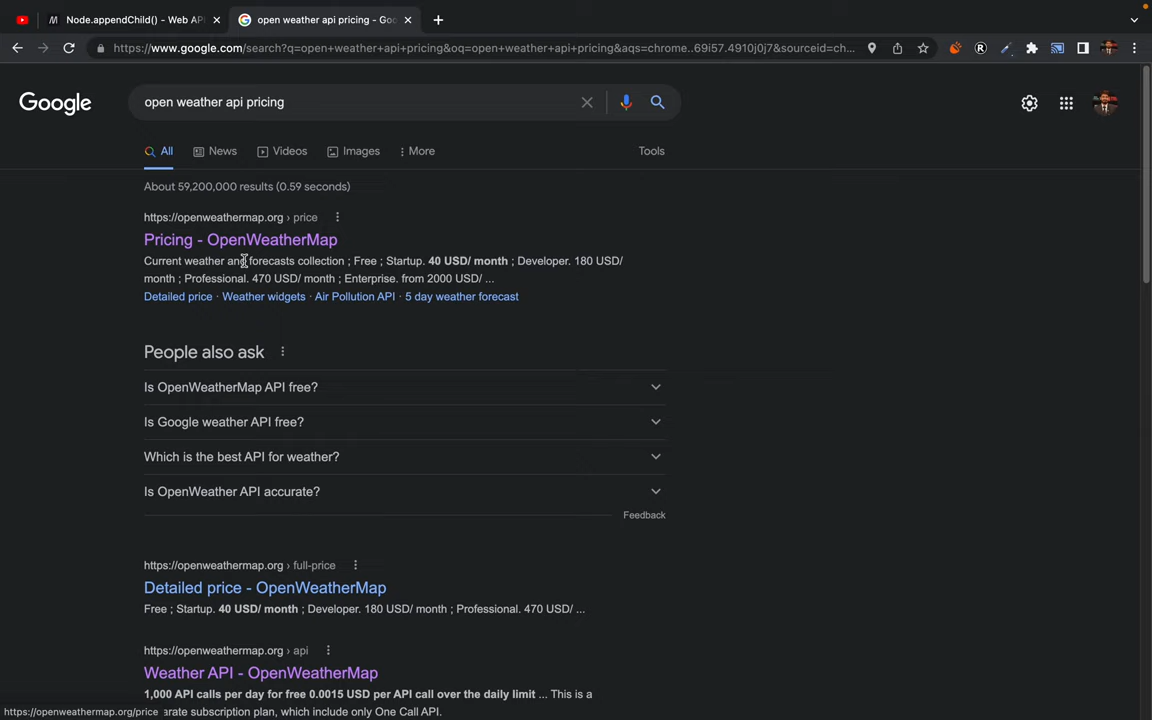 Node.appendChild() - Web API
open weather api pricing - Goo
https://www.google.com/search?q=open+weather+api+pricing&oq=open+weather+api+pricing&aqs=chrome..69i57.4910j0j7&sourceid=ch...
Google
open weather api pricing
All
News
Videos
Images
More
Tools
About 59,200,000 results (0.59 seconds)
https://openweathermap.org › price
Pricing - OpenWeatherMap
Current weather and forecasts collection ; Free ; Startup. 40 USD/ month ; Developer. 180 USD/
month ; Professional. 470 USD/ month ; Enterprise. from 2000 USD/ ...
Detailed price · Weather widgets · Air Pollution API · 5 day weather forecast
People also ask
Is OpenWeatherMap API free?
Is Google weather API free?
Which is the best API for weather?
Is OpenWeather API accurate?
Feedback
https://openweathermap.org › full-price
Detailed price - OpenWeatherMap
Free ; Startup. 40 USD/ month ; Developer. 180 USD/ month ; Professional. 470 USD/ ...
https://openweathermap.org › api
Weather API - OpenWeatherMap
1,000 API calls per day for free 0.0015 USD per API call over the daily limit ... This is a
https://openweathermap.org/price arate subscription plan, which include only One Call API.